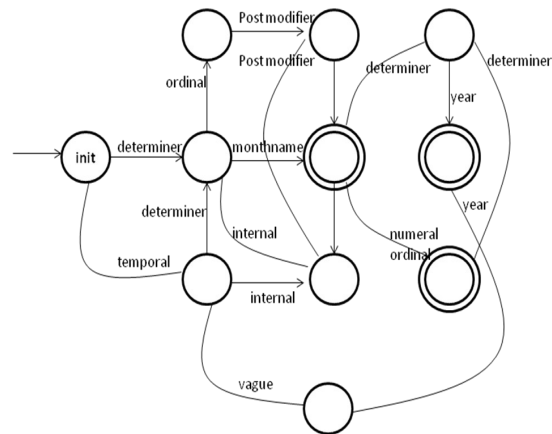 Post modifier
Post modifier
determiner
determiner
ordinal
year
init
determiner
monthname
determiner
internal
numeral
ordinal
year
temporal
internal
vague